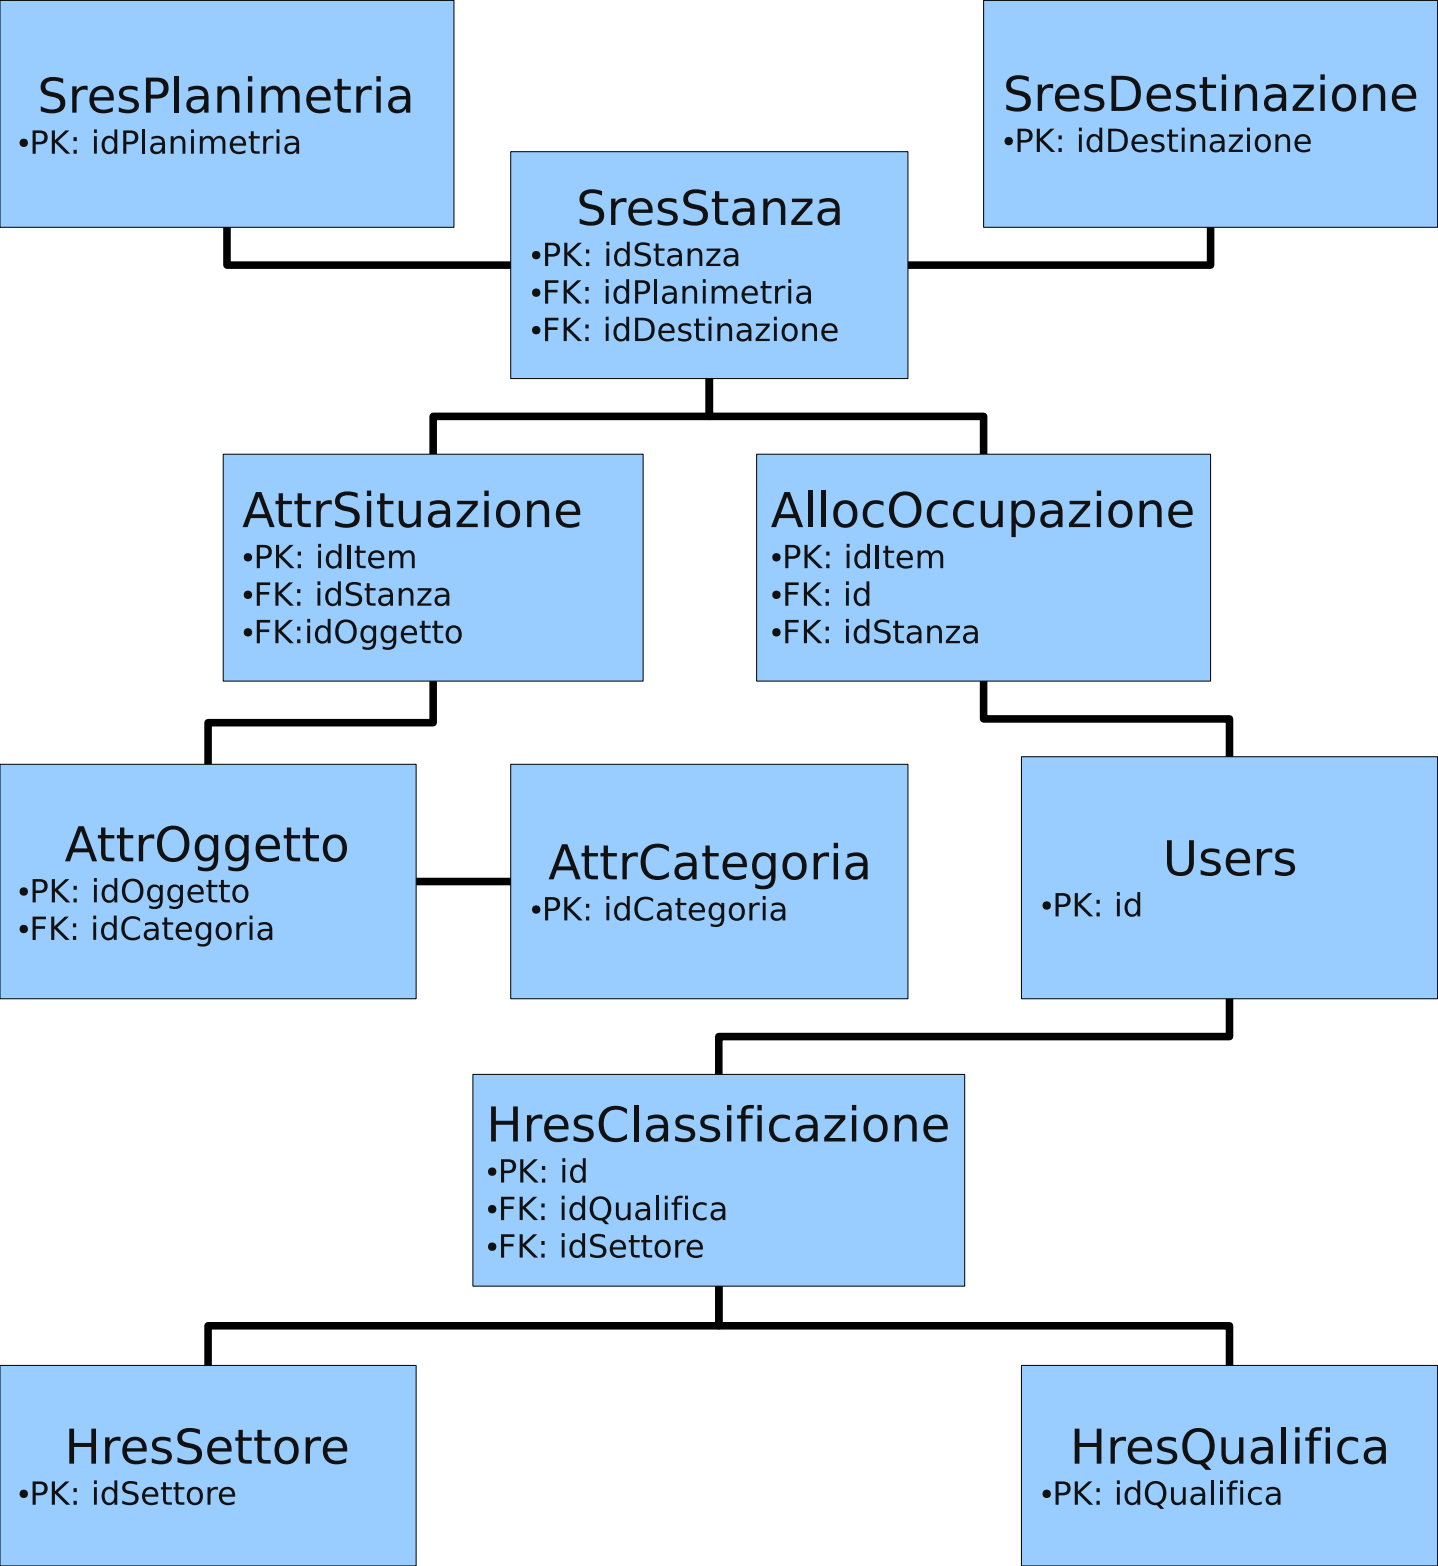 SresPlanimetria
•PK: idPlanimetria
SresDestinazione
•PK: idDestinazione
SresStanza
•PK: idStanza
•FK: idPlanimetria
•FK: idDestinazione
AttrSituazione
•PK: idItem
•FK: idStanza
•FK:idOggetto
AllocOccupazione
•PK: idItem
•FK: id
•FK: idStanza
AttrOggetto
•PK: idOggetto
•FK: idCategoria
AttrCategoria
•PK: idCategoria
Users
•PK: id
HresClassificazione
•PK: id
•FK: idQualifica
•FK: idSettore
HresSettore
•PK: idSettore
HresQualifica
•PK: idQualifica